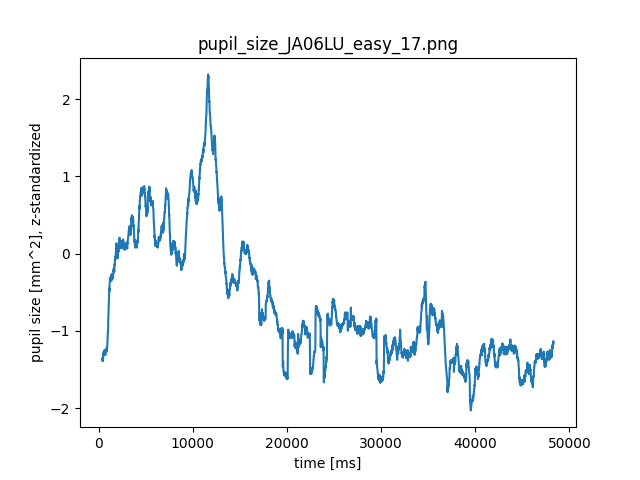 pupil_size_JA06LU_easy_17.png
pupil size [mm^2], z-standardized
2
1
0
−1
−2
0 10000 20000 30000 40000 50000
time [ms]